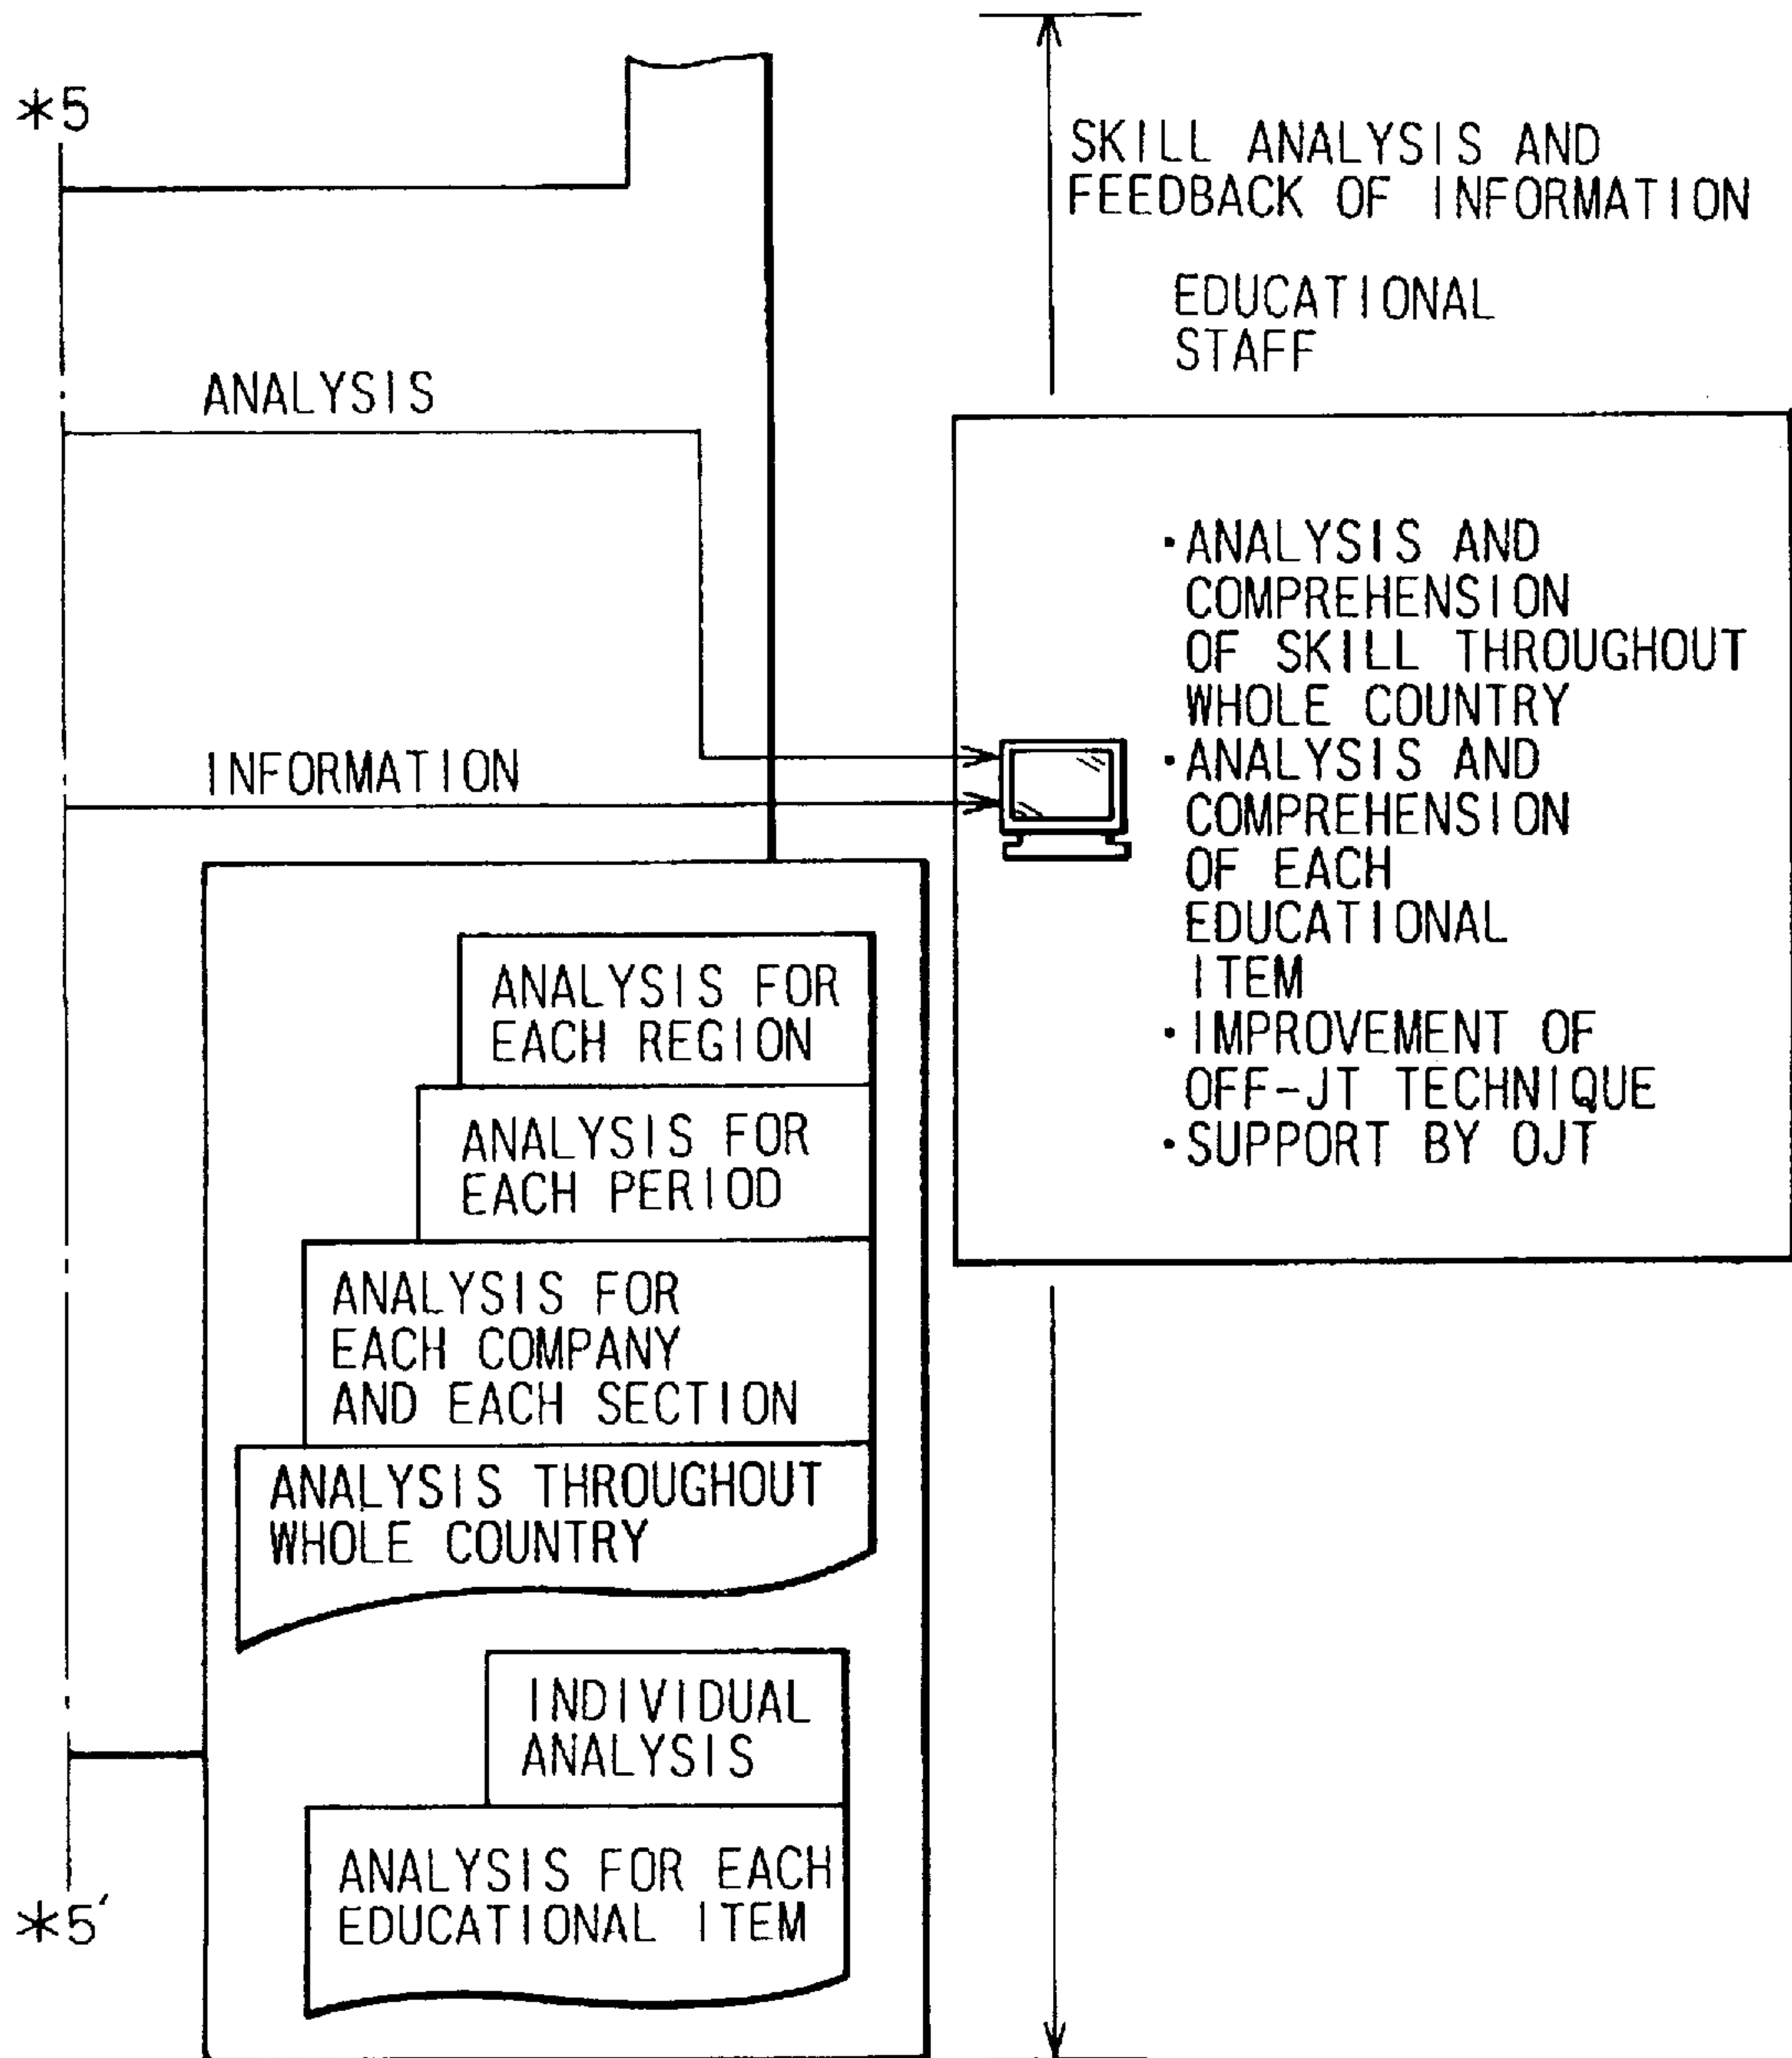 *5
SKILL ANALYSIS AND
FEEDBACK OF INFORMATION
EDUCATIONAL
STAFF
ANALYSIS
INFORMATION
·ANALYSIS AND
COMPREHENSION
OF SKILL THROUGHOUT
WHOLE COUNTRY
·ANALYSIS AND
COMPREHENSION
OF EACH
EDUCATIONAL
ITEM
·IMPROVEMENT OF
OFF-JT TECHNIQUE
·SUPPORT BY OJT
ANALYSIS FOR
EACH REGION
ANALYSIS FOR
EACH PERIOD
ANALYSIS FOR
EACH COMPANY
AND EACH SECTION
ANALYSIS THROUGHOUT
WHOLE COUNTRY
INDIVIDUAL
ANALYSIS
ANALYSIS FOR EACH
EDUCATIONAL ITEM
*5'